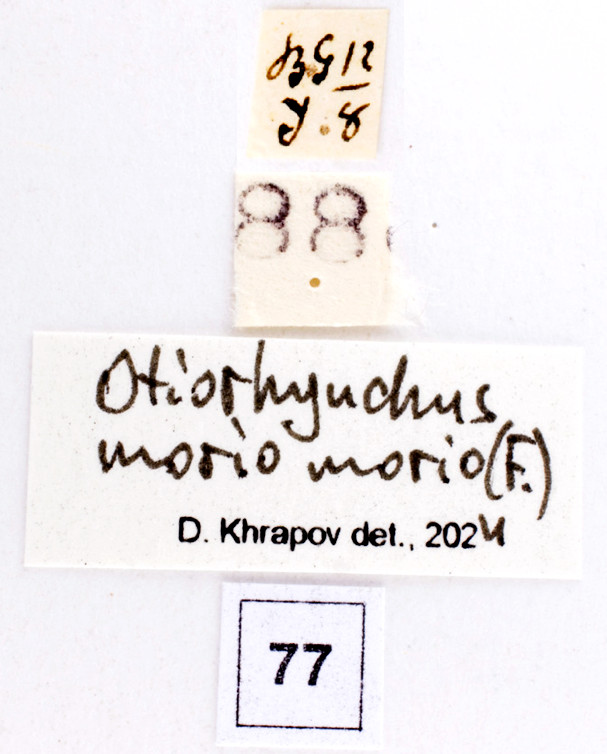 88
Otiorhynchus
morio morio (F.)
D. Khrapov det., 2024
77